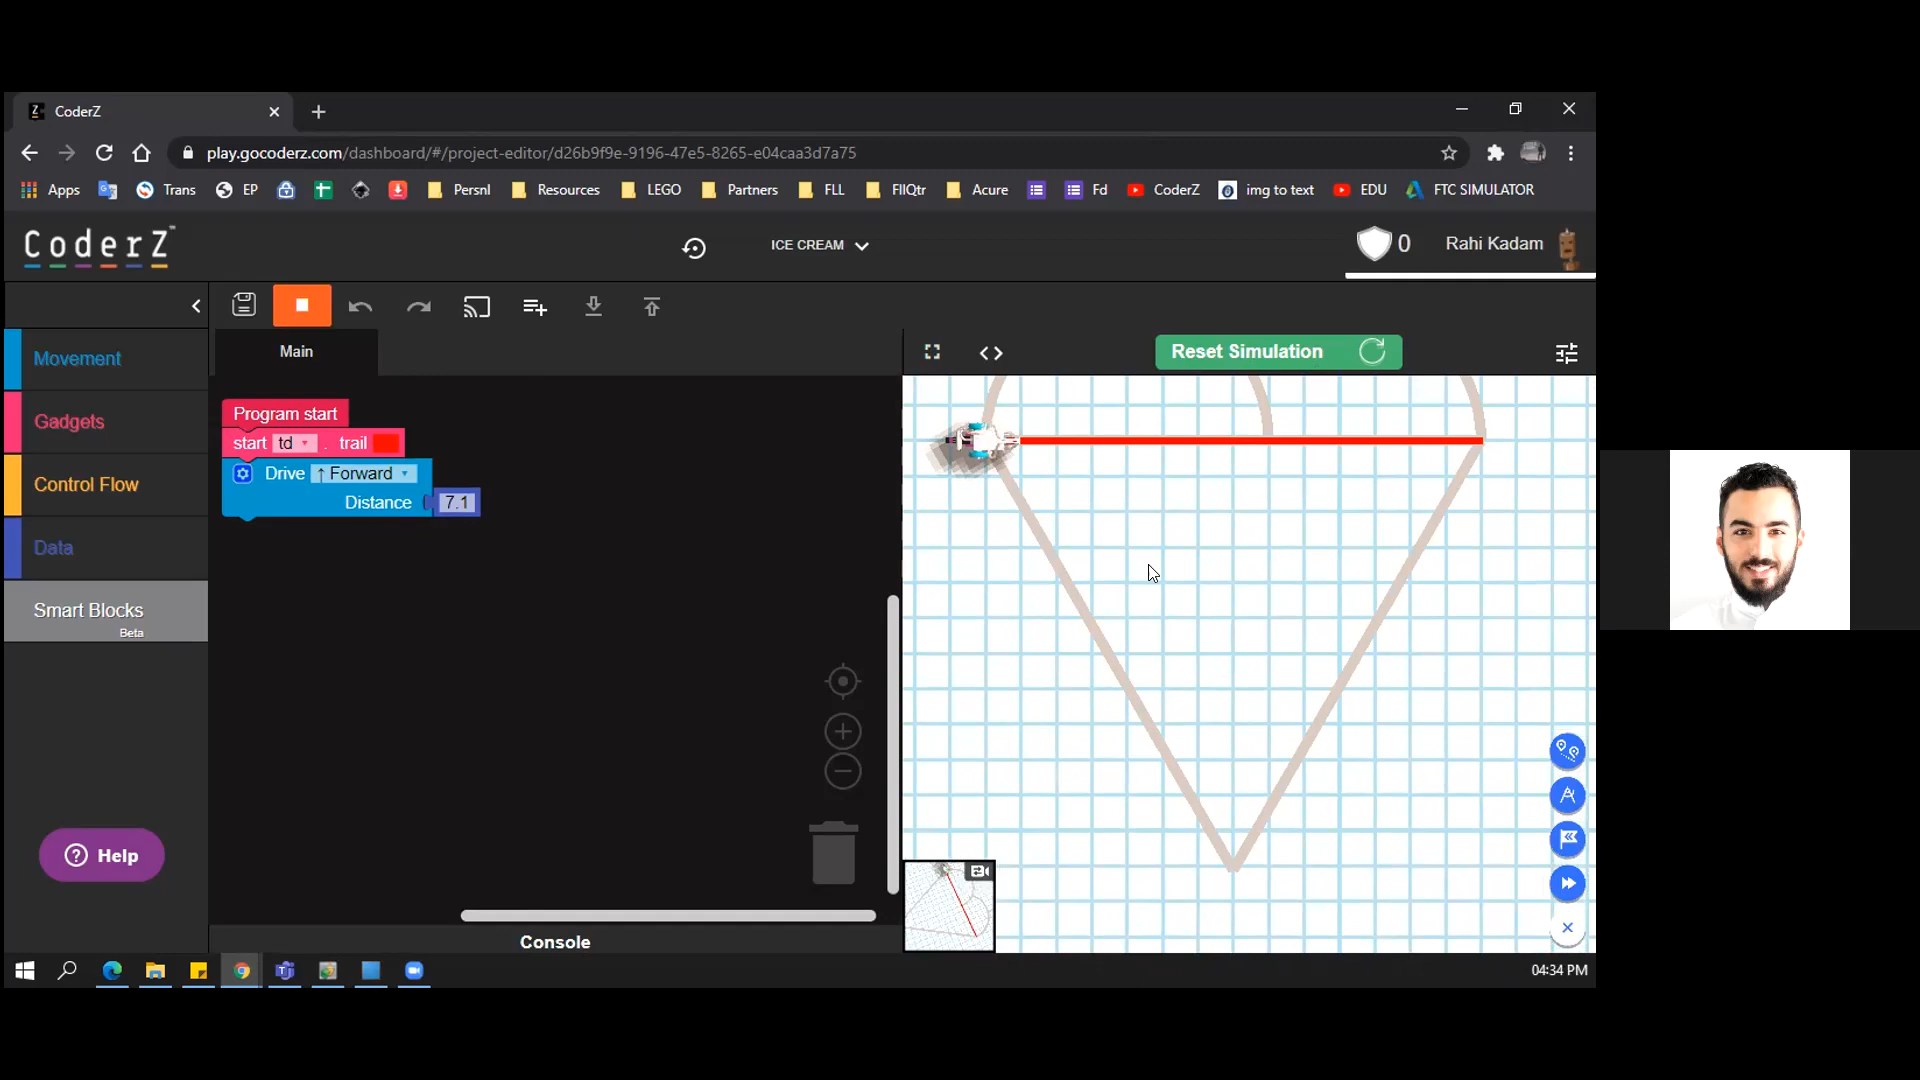 CoderZ
play.gocoderz.com/dashboard/#/project-editor/d26b9f9e-9196-47e5-8265-e04caa3d7a75
Apps Trans EP Persnl Resources LEGO Partners FLL FllQtr Acure Fd CoderZ img to text EDU FTC SIMULATOR
CoderZ™ ICE CREAM 0 Rahi Kadam
Main
Reset Simulation
Movement
Gadgets
Control Flow
Data
Smart Blocks
Beta
Help
Program start
start td . trail
Drive ↑ Forward
Distance 7.1
Console
04:34 PM